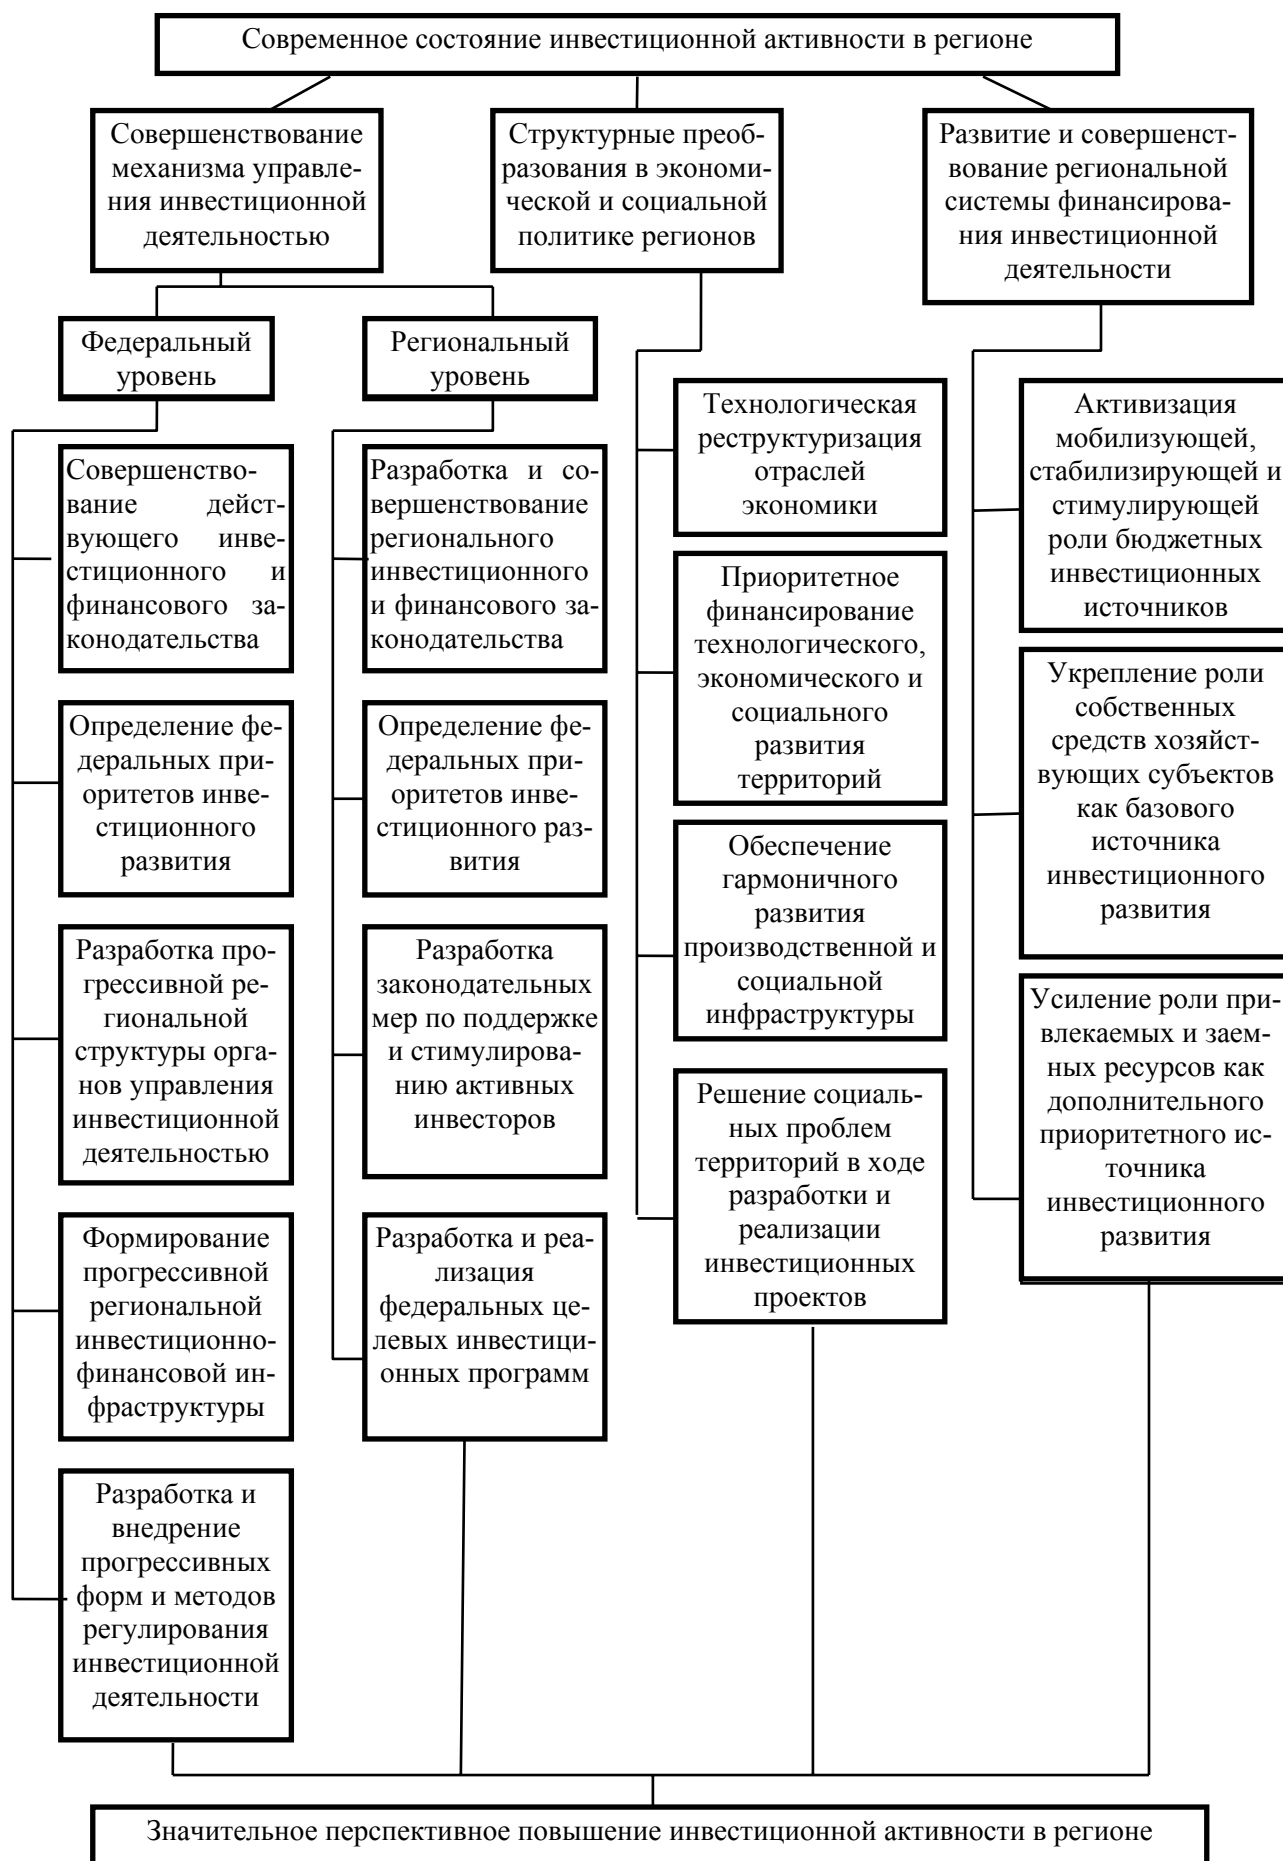 Современное состояние инвестиционной активности в регионе
Совершенствование
механизма управле-
ния инвестиционной
деятельностью
Структурные преоб-
разования в экономи-
ческой и социальной
политике регионов
Развитие и совершенст-
вование региональной
системы финансирова-
ния инвестиционной
деятельности
Федеральный
уровень
Региональный
уровень
Совершенство-
вание дейст-
вующего инве-
стиционного и
финансового за-
конодательства
Определение фе-
деральных при-
оритетов инве-
стиционного
развития
Разработка про-
грессивной ре-
гиональной
структуры орга-
нов управления
инвестиционной
деятельностью
Формирование
прогрессивной
региональной
инвестиционно-
финансовой ин-
фраструктуры
Разработка и
внедрение
прогрессивных
форм и методов
регулирования
инвестиционной
деятельности
Разработка и со-
вершенствование
регионального
инвестиционного
и финансового за-
конодательства
Определение фе-
деральных при-
оритетов инве-
стиционного раз-
вития
Разработка
законодательных
мер по поддержке
и стимулирова-
нию активных
инвесторов
Разработка и реа-
лизация
федеральных це-
левых инвестици-
онных программ
Технологическая
реструктуризация
отраслей
экономики
Приоритетное
финансирование
технологического,
экономического и
социального
развития
территорий
Обеспечение
гармоничного
развития
производственной и
социальной
инфраструктуры
Решение социаль-
ных проблем
территорий в ходе
разработки и
реализации
инвестиционных
проектов
Активизация
мобилизующей,
стабилизирующей и
стимулирующей
роли бюджетных
инвестиционных
источников
Укрепление роли
собственных
средств хозяйст-
вующих субъектов
как базового
источника
инвестиционного
развития
Усиление роли при-
влекаемых и заем-
ных ресурсов как
дополнительного
приоритетного ис-
точника
инвестиционного
развития
Значительное перспективное повышение инвестиционной активности в регионе